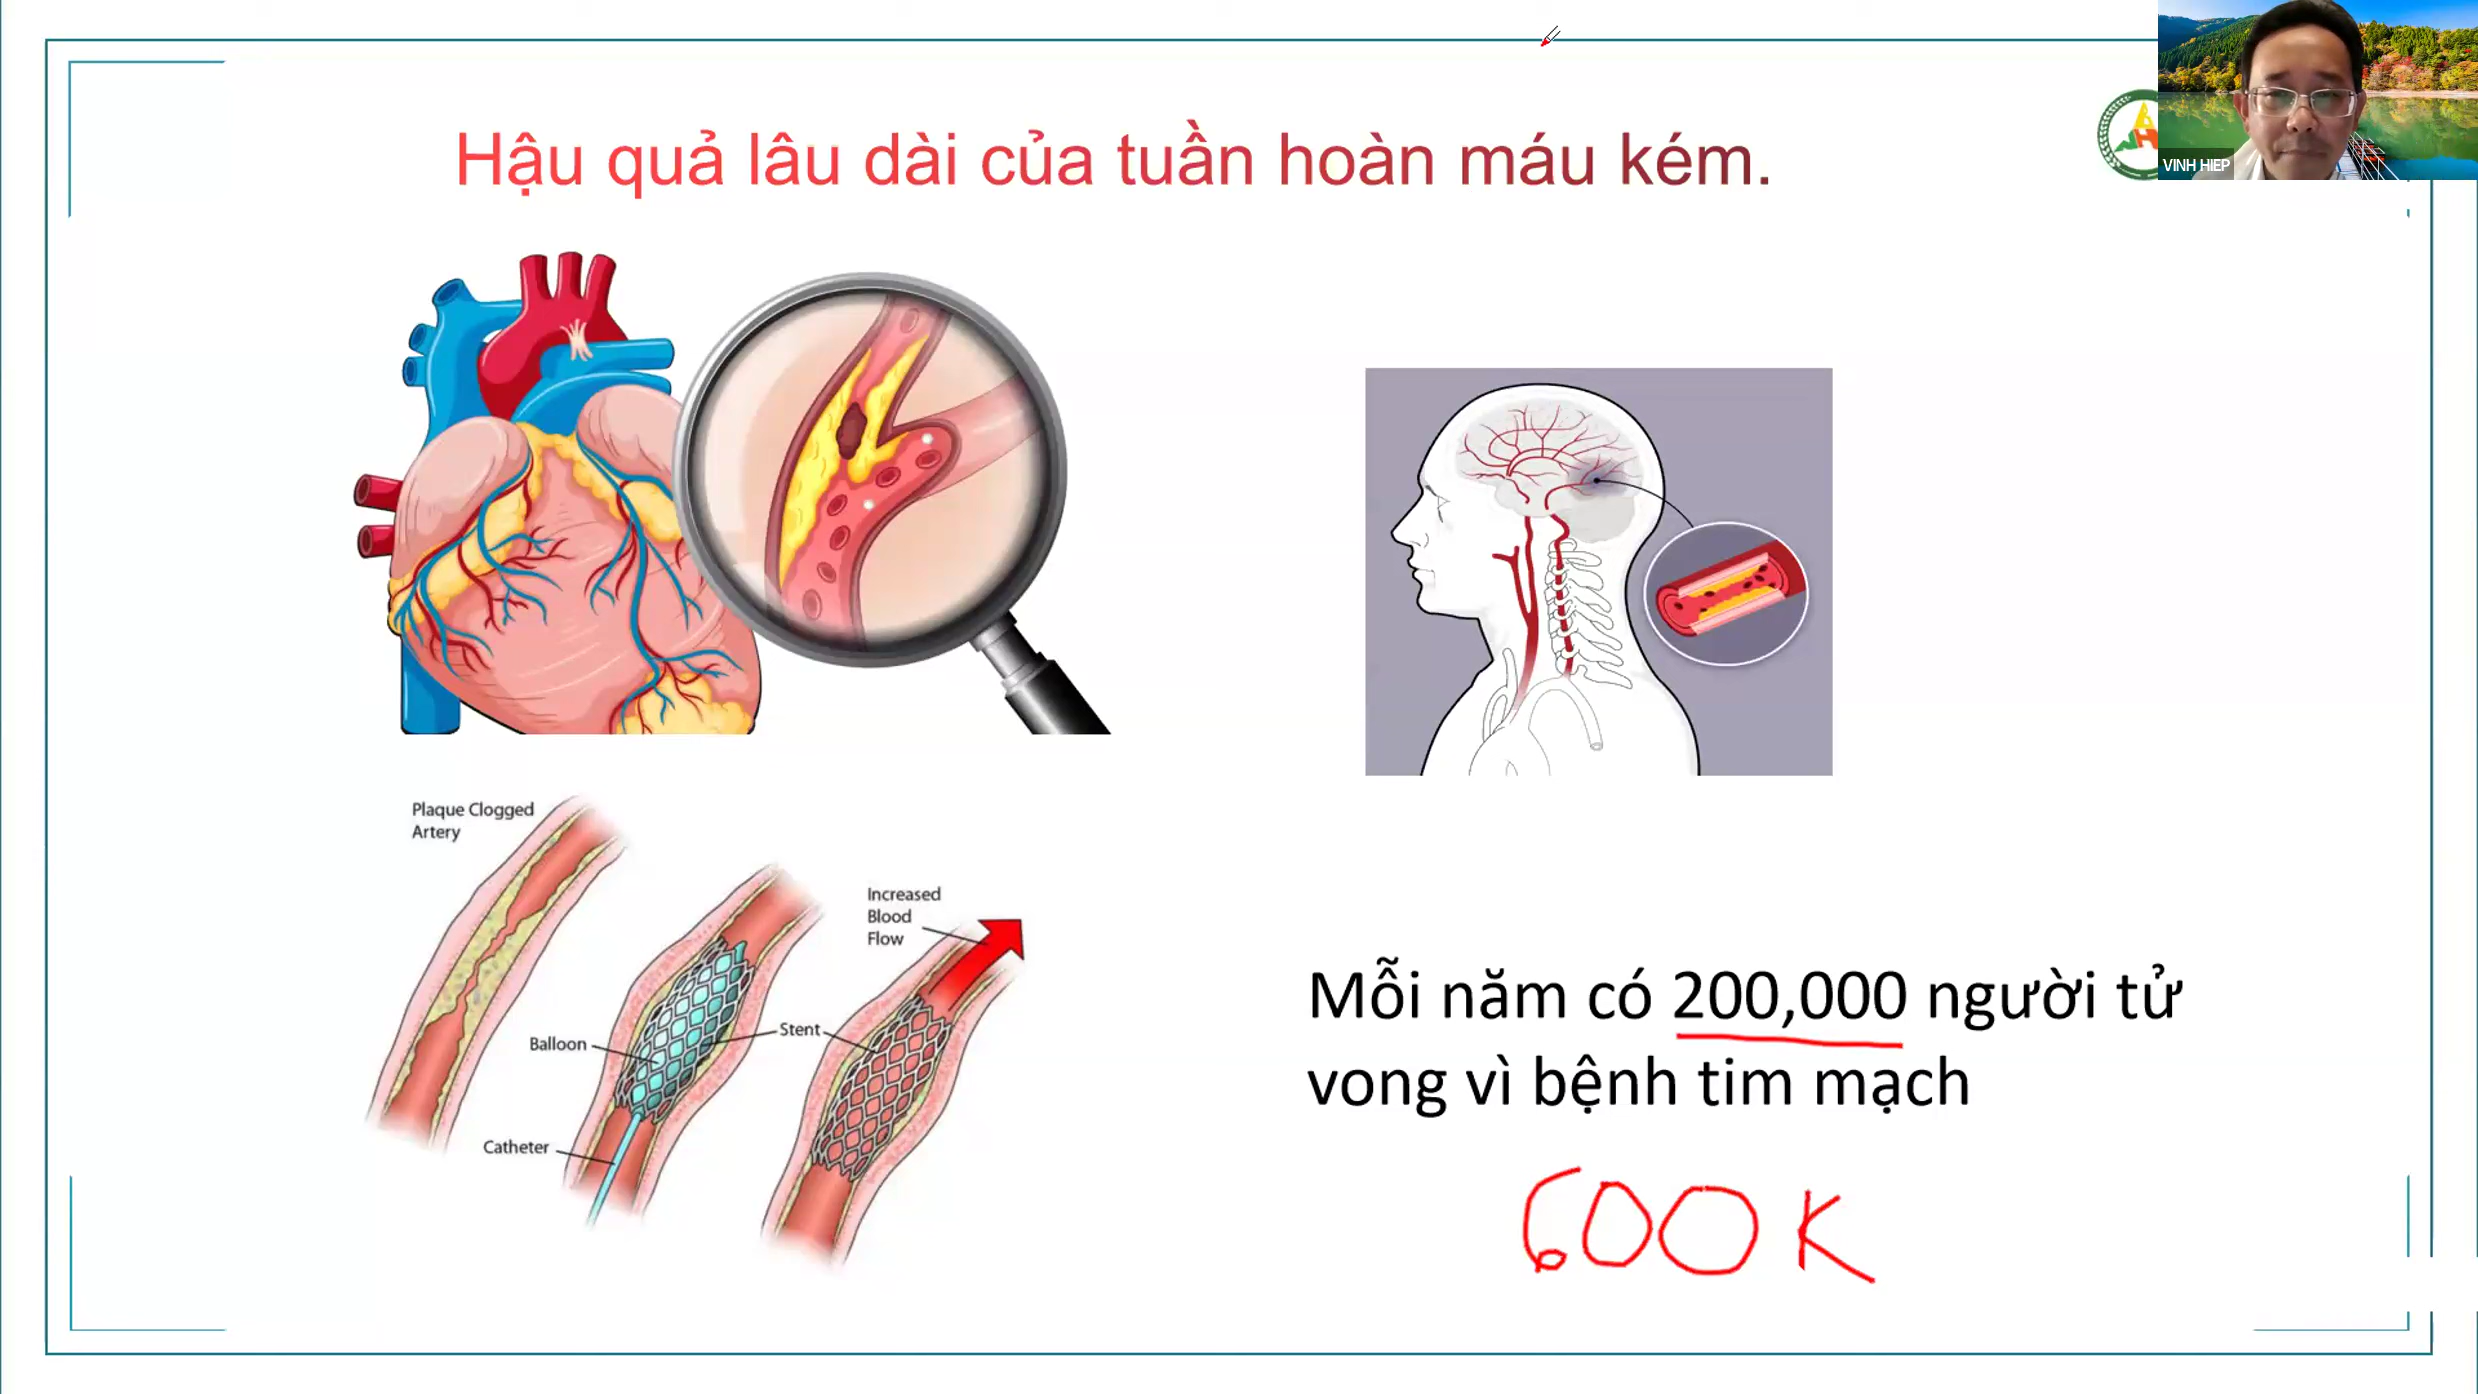 VINH HIEP
Hậu quả lâu dài của tuần hoàn máu kém.
Plaque Clogged
Artery
Increased
Blood
Flow
Stent
Balloon
Catheter
Mỗi năm có 200,000 người tử
vong vì bệnh tim mạch
600 K